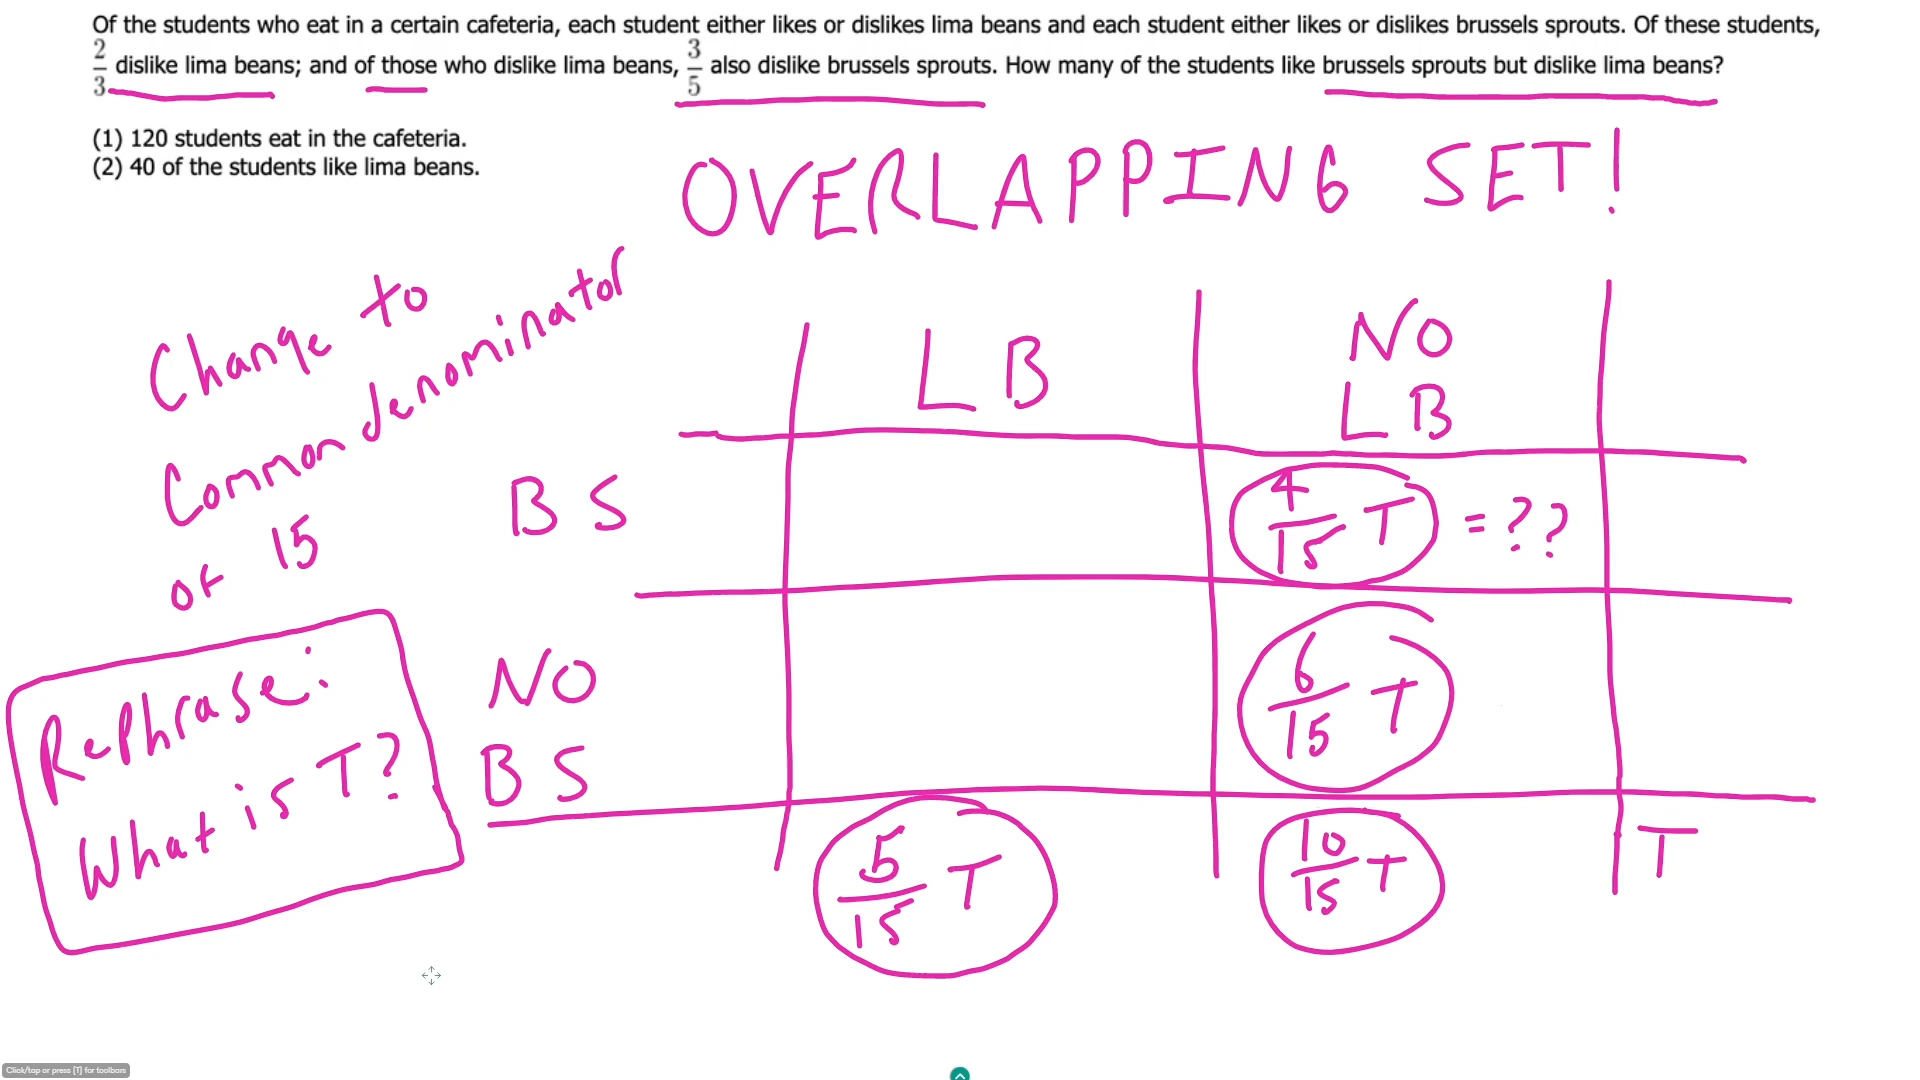 Of the students who eat in a certain cafeteria, each student either likes or dislikes lima beans and each student either likes or dislikes brussels sprouts. Of these students,
2/3 dislike lima beans; and of those who dislike lima beans, 3/5 also dislike brussels sprouts. How many of the students like brussels sprouts but dislike lima beans?
(1) 120 students eat in the cafeteria.
(2) 40 of the students like lima beans.
OVERLAPPING SET!
Change to
Common denominator
of 15
Rephrase:
What is T?
LB
NO
LB
BS
4/15 T = ??
NO
BS
6/15 T
5/15 T
10/15 T
T
Click/tap or press [T] for toolbars